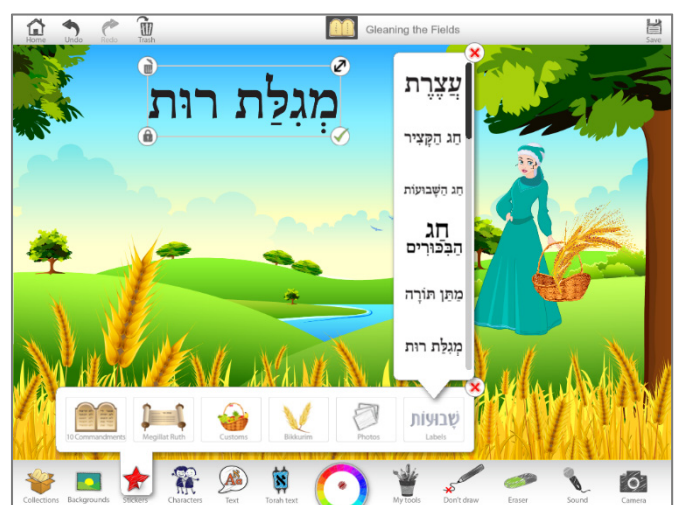 Home
Undo
Redo
Trash
Gleaning the Fields
Save
מְגִלַּת רוּת
עֲצֶרֶת
חַג הַקָּצִיר
חַג הַשָּׁבוּעוֹת
חַג
הַבִּכּוּרִים
מַתַּן תּוֹרָה
מְגִלַּת רוּת
10 Commandments
Megillat Ruth
Customs
Bikkurim
Photos
שָׁבוּעוֹת
Labels
Collections
Backgrounds
Stickers
Characters
Text
Torah text
My tools
Don't draw
Eraser
Sound
Camera